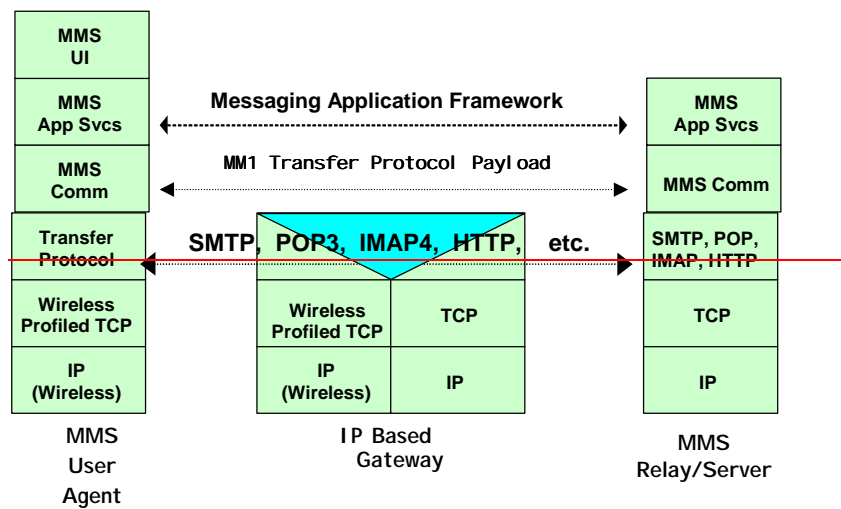 MMS
UI
MMS
App Svcs
Messaging Application Framework
MMS
App Svcs
MMS
Comm
MM1 Transfer Protocol Payload
MMS Comm
Transfer
Protocol
SMTP, POP3, IMAP4, HTTP, etc.
SMTP, POP,
IMAP, HTTP
Wireless
Profiled TCP
Wireless
Profiled TCP
TCP
TCP
IP
(Wireless)
IP
(Wireless)
IP
IP
MMS
User
Agent
IP Based
Gateway
MMS
Relay/Server